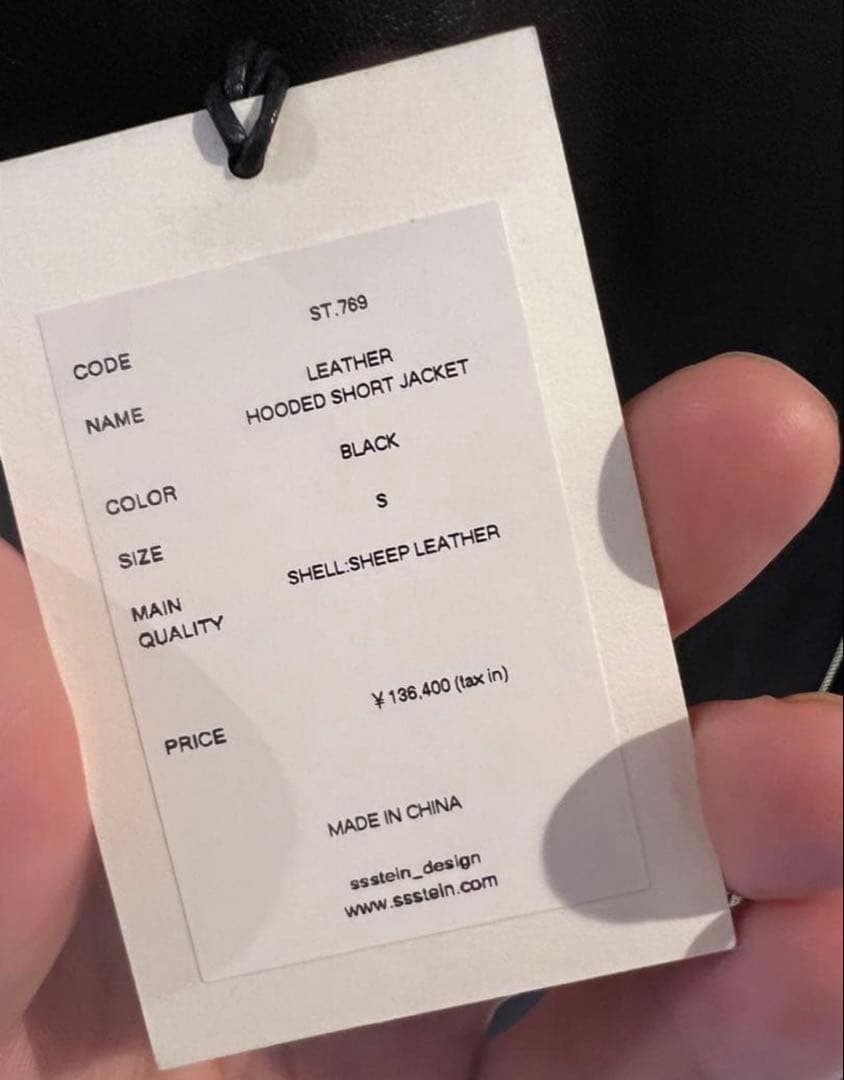 CODE ST.769
NAME LEATHER
HOODED SHORT JACKET
COLOR BLACK
SIZE S
MAIN
QUALITY SHELL:SHEEP LEATHER
PRICE ¥136,400 (tax in)
MADE IN CHINA
ssstein_design
www.ssstein.com